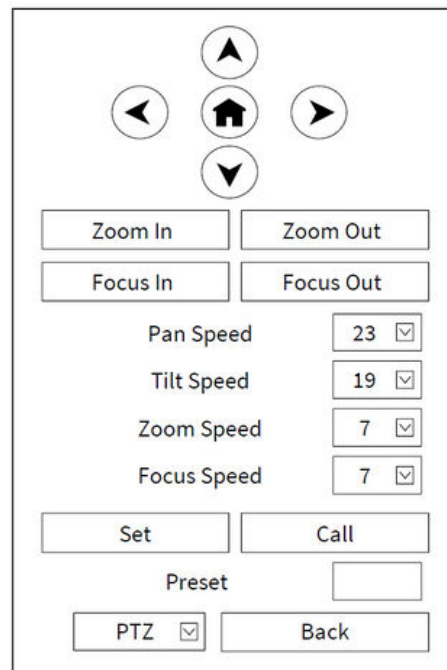 Zoom In Zoom Out
Focus In Focus Out
Pan Speed 23
Tilt Speed 19
Zoom Speed 7
Focus Speed 7
Set Call
Preset
PTZ Back